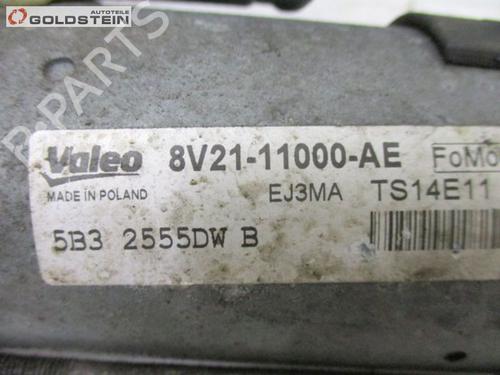 AUTOTEILE
GOLDSTEIN
B-PARTS
Valeo 8V21-11000-AE FoMo
MADE IN POLAND EJ3MA TS14E11
5B3 2555DW B